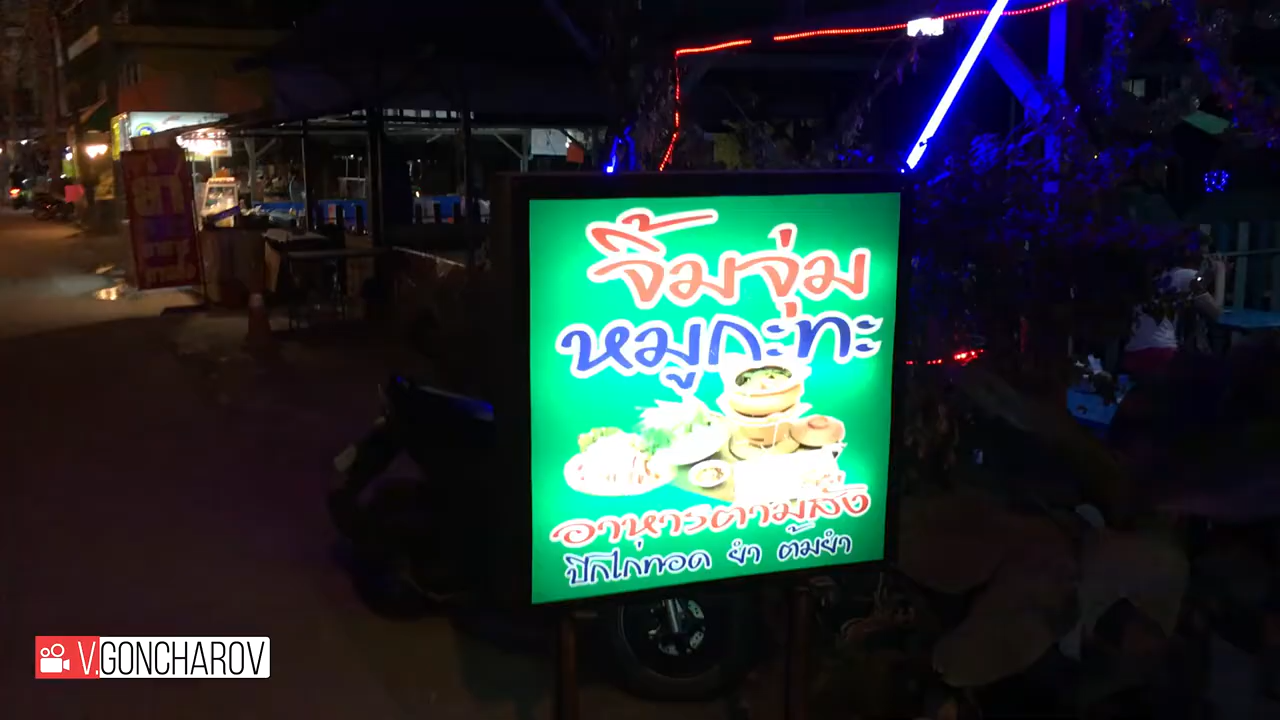 จิ้มจุ่ม
หมูกะทะ
อาหารตามสั่ง
ปีกไก่ทอด ยำ ต้มยำ
V.GONCHAROV